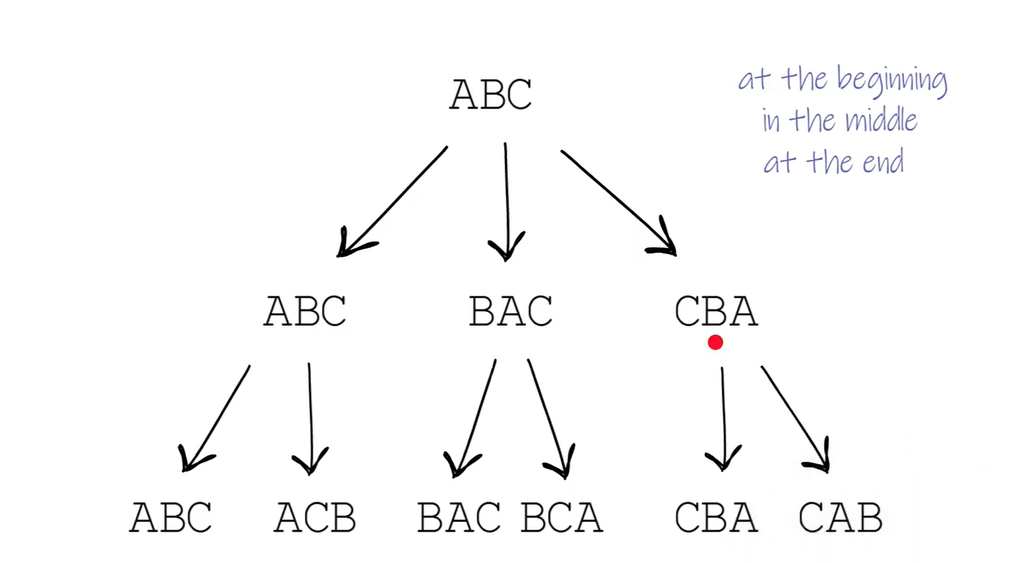 ABC
at the beginning
in the middle
at the end
ABC BAC CBA
ABC ACB BAC BCA CBA CAB